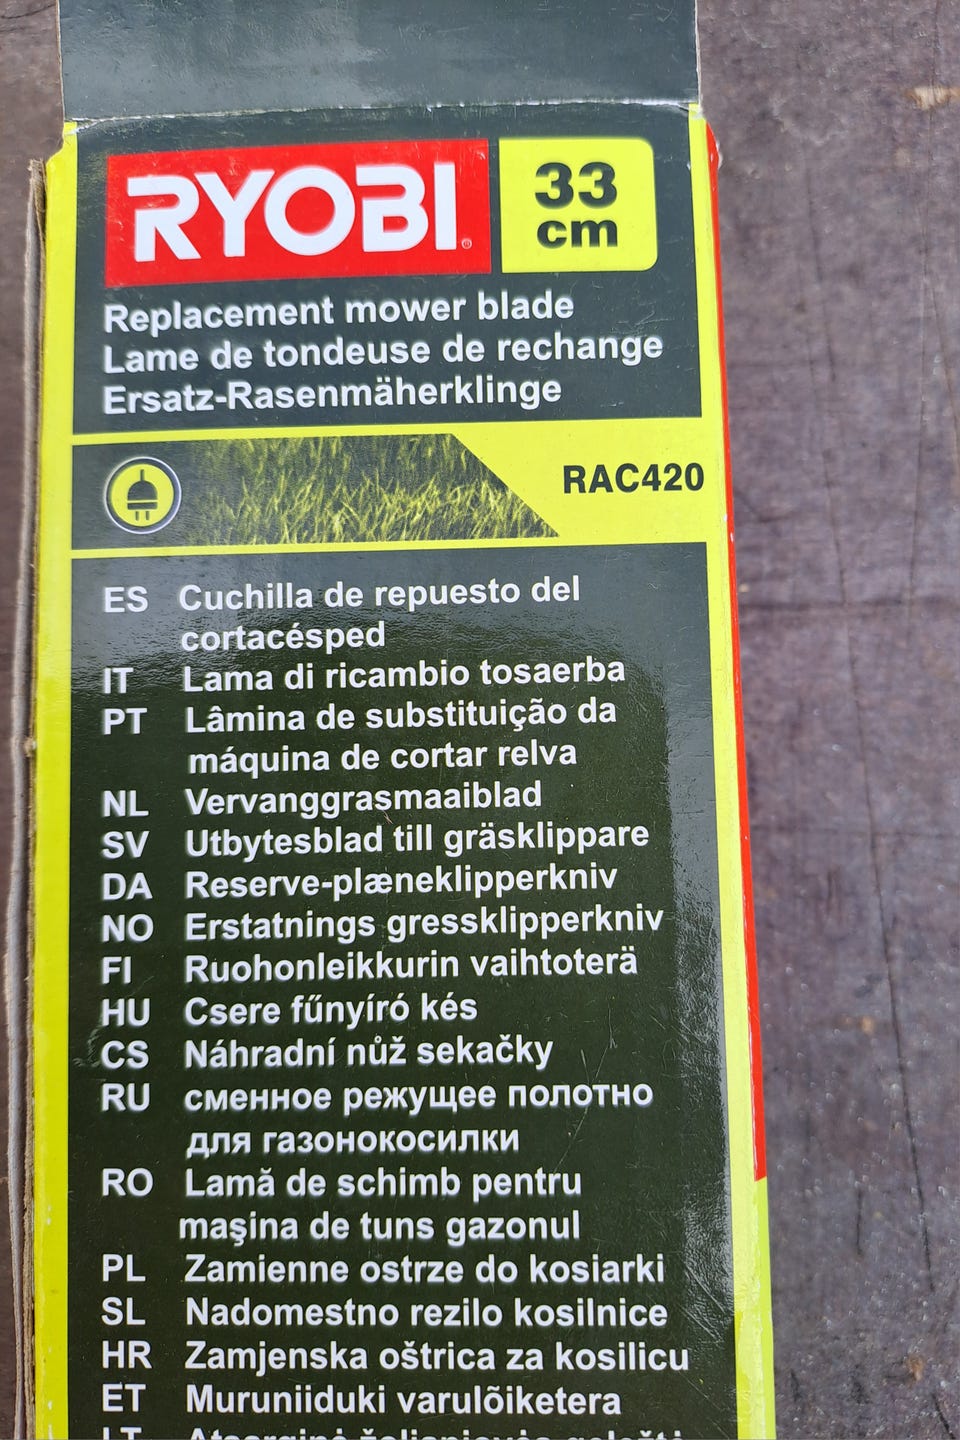 RYOBI®
33
cm
Replacement mower blade
Lame de tondeuse de rechange
Ersatz-Rasenmäherklinge
RAC420
ES Cuchilla de repuesto del
cortacésped
IT Lama di ricambio tosaerba
PT Lâmina de substituição da
máquina de cortar relva
NL Vervanggrasmaaiblad
SV Utbytesblad till gräsklippare
DA Reserve-plæneklipperkniv
NO Erstatnings gressklipperkniv
FI Ruohonleikkurin vaihtoterä
HU Csere fűnyíró kés
CS Náhradní nůž sekačky
RU сменное режущее полотно
для газонокосилки
RO Lamă de schimb pentru
maşina de tuns gazonul
PL Zamienne ostrze do kosiarki
SL Nadomestno rezilo kosilnice
HR Zamjenska oštrica za kosilicu
ET Muruniiduki varulõiketera
LT